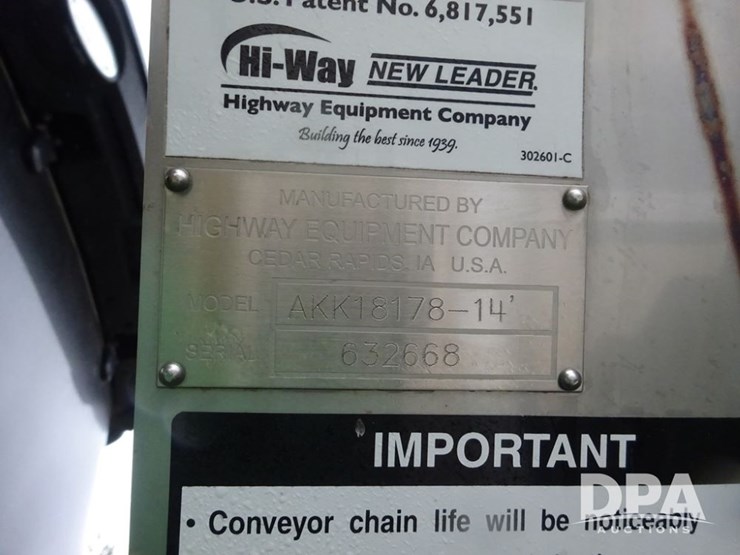 U.S. Patent No. 6,817,551
Hi-Way NEW LEADER®
Highway Equipment Company
Building the best since 1939.
302601-C
MANUFACTURED BY
HIGHWAY EQUIPMENT COMPANY
CEDAR RAPIDS, IA U.S.A.
MODEL AKK18178-14'
SERIAL 632668
IMPORTANT
• Conveyor chain life will be noticeably
DPA
AUCTIONS